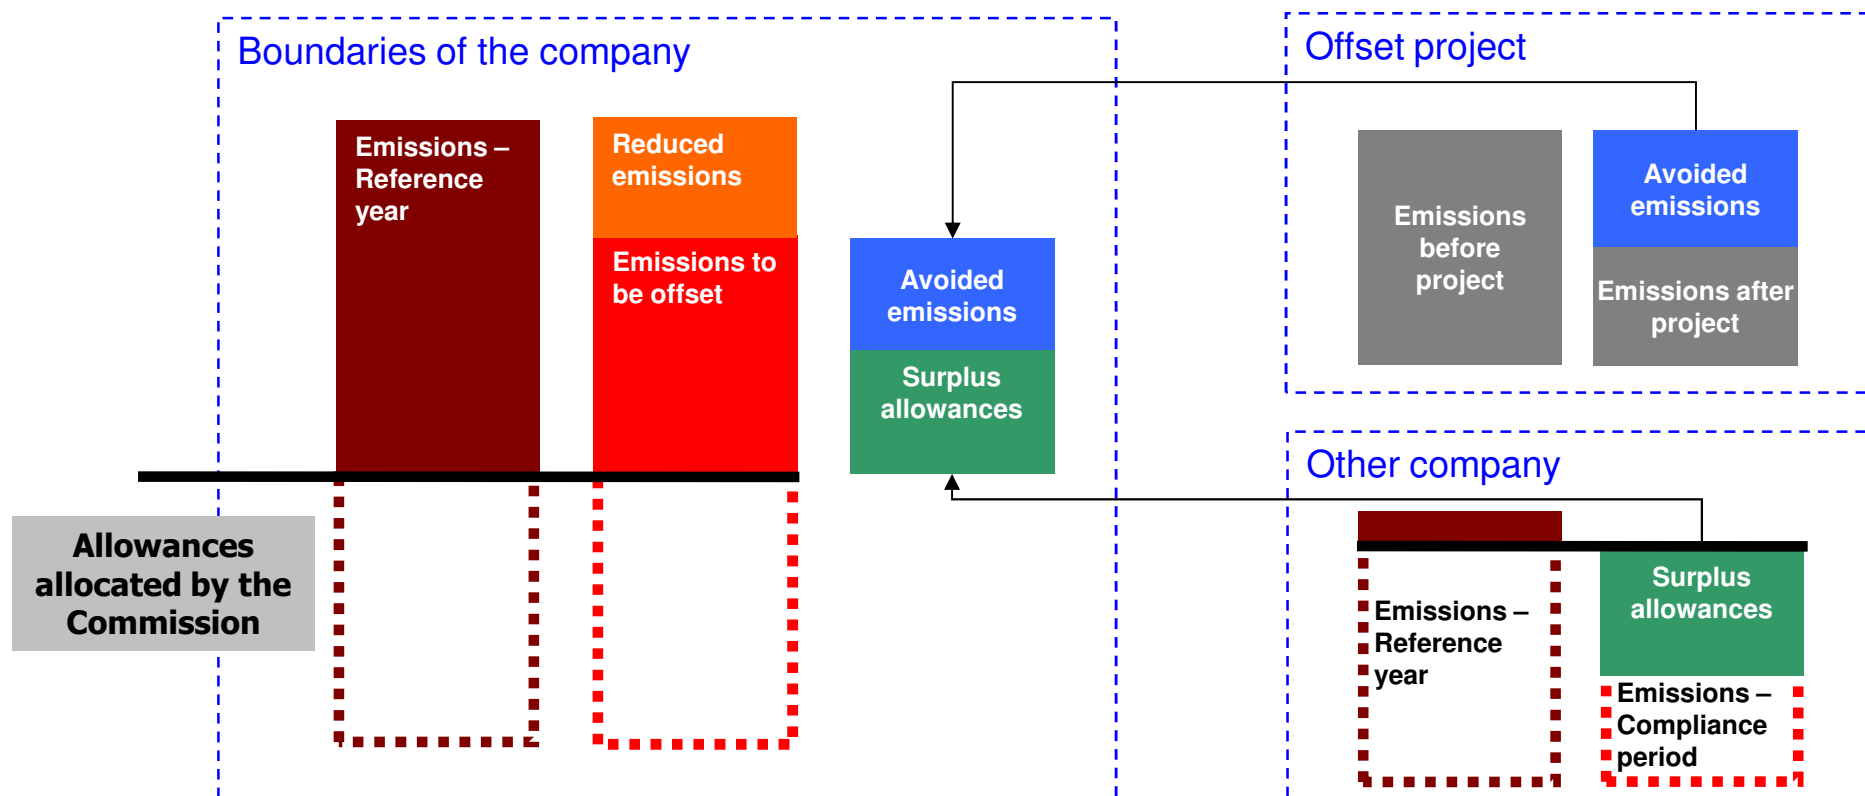 Boundaries of the company
Emissions –
Reference
year
Reduced
emissions
Emissions to
be offset
Avoided
emissions
Surplus
allowances
Allowances
allocated by the
Commission
Offset project
Emissions
before
project
Avoided
emissions
Emissions after
project
Other company
Emissions –
Reference
year
Surplus
allowances
Emissions –
Compliance
period